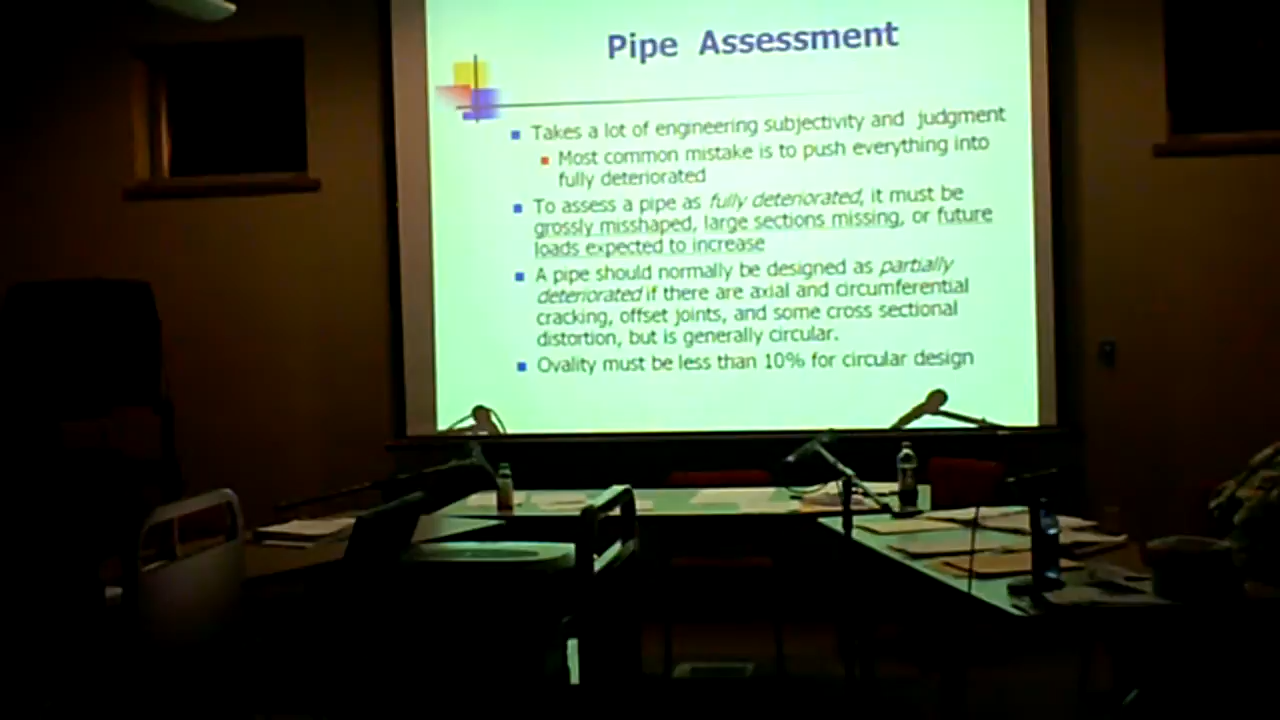 Pipe Assessment
Takes a lot of engineering subjectivity and judgment
Most common mistake is to push everything into
fully deteriorated
To assess a pipe as fully deteriorated, it must be
grossly misshaped, large sections missing, or future
loads expected to increase
A pipe should normally be designed as partially
deteriorated if there are axial and circumferential
cracking, offset joints, and some cross sectional
distortion, but is generally circular.
Ovality must be less than 10% for circular design